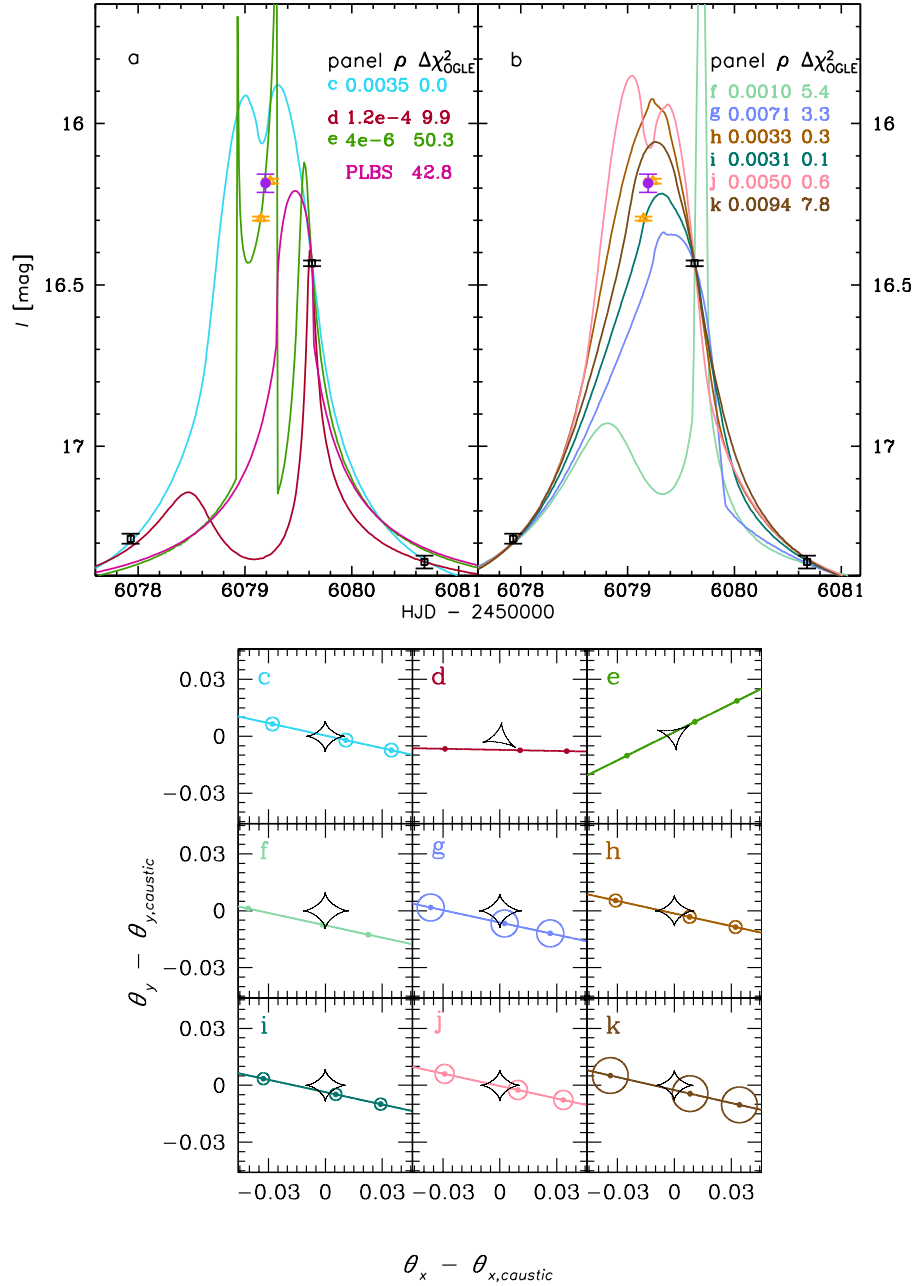 a
panel ρ Δχ²OGLE
c 0.0035 0.0
d 1.2e-4 9.9
e 4e-6 50.3
PLBS 42.8
b
panel ρ Δχ²OGLE
f 0.0010 5.4
g 0.0071 3.3
h 0.0033 0.3
i 0.0031 0.1
j 0.0050 0.6
k 0.0094 7.8
16
16.5
17
I [mag]
16
16.5
17
6078 6079 6080 6081
6078 6079 6080 6081
HJD − 2450000
c
d
e
f
g
h
i
j
k
0.03
0
−0.03
0.03
0
−0.03
0.03
0
−0.03
θy − θy,caustic
−0.03 0 0.03
−0.03 0 0.03
−0.03 0 0.03
θx − θx,caustic